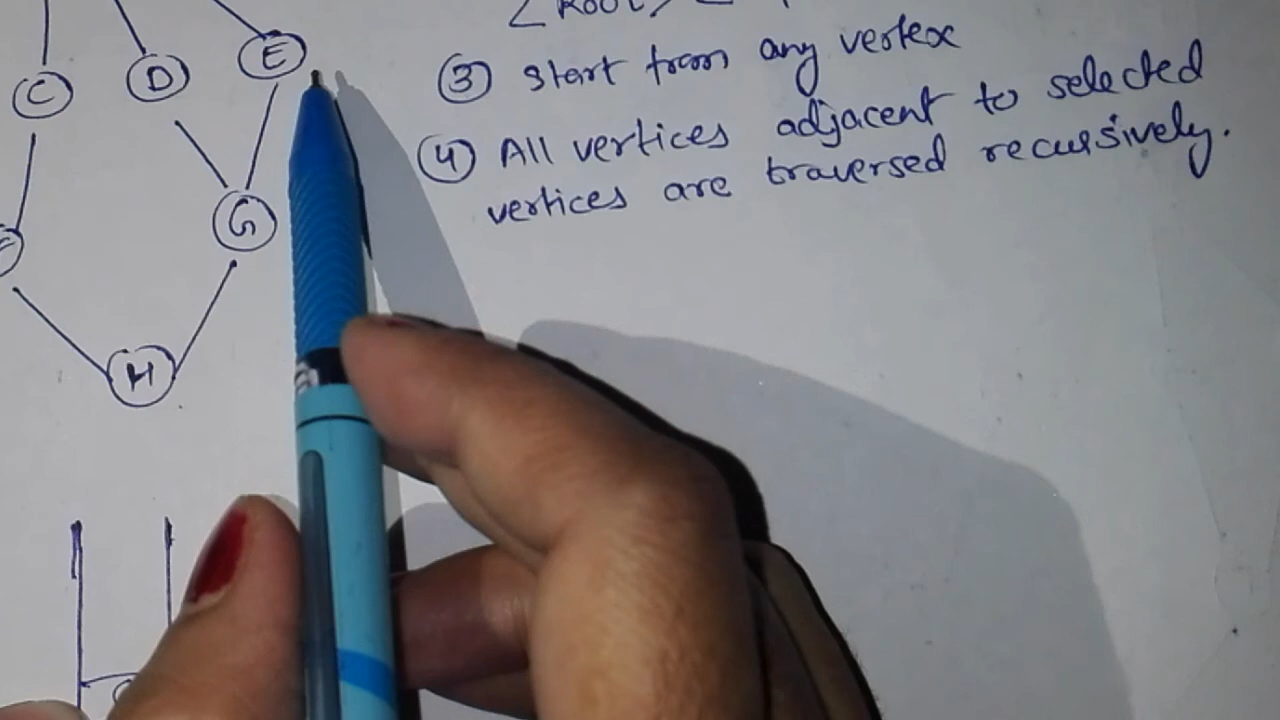 ③ Start from any vertex
④ All vertices adjacent to selected
vertices are traversed recursively.
E
D
C
G
H